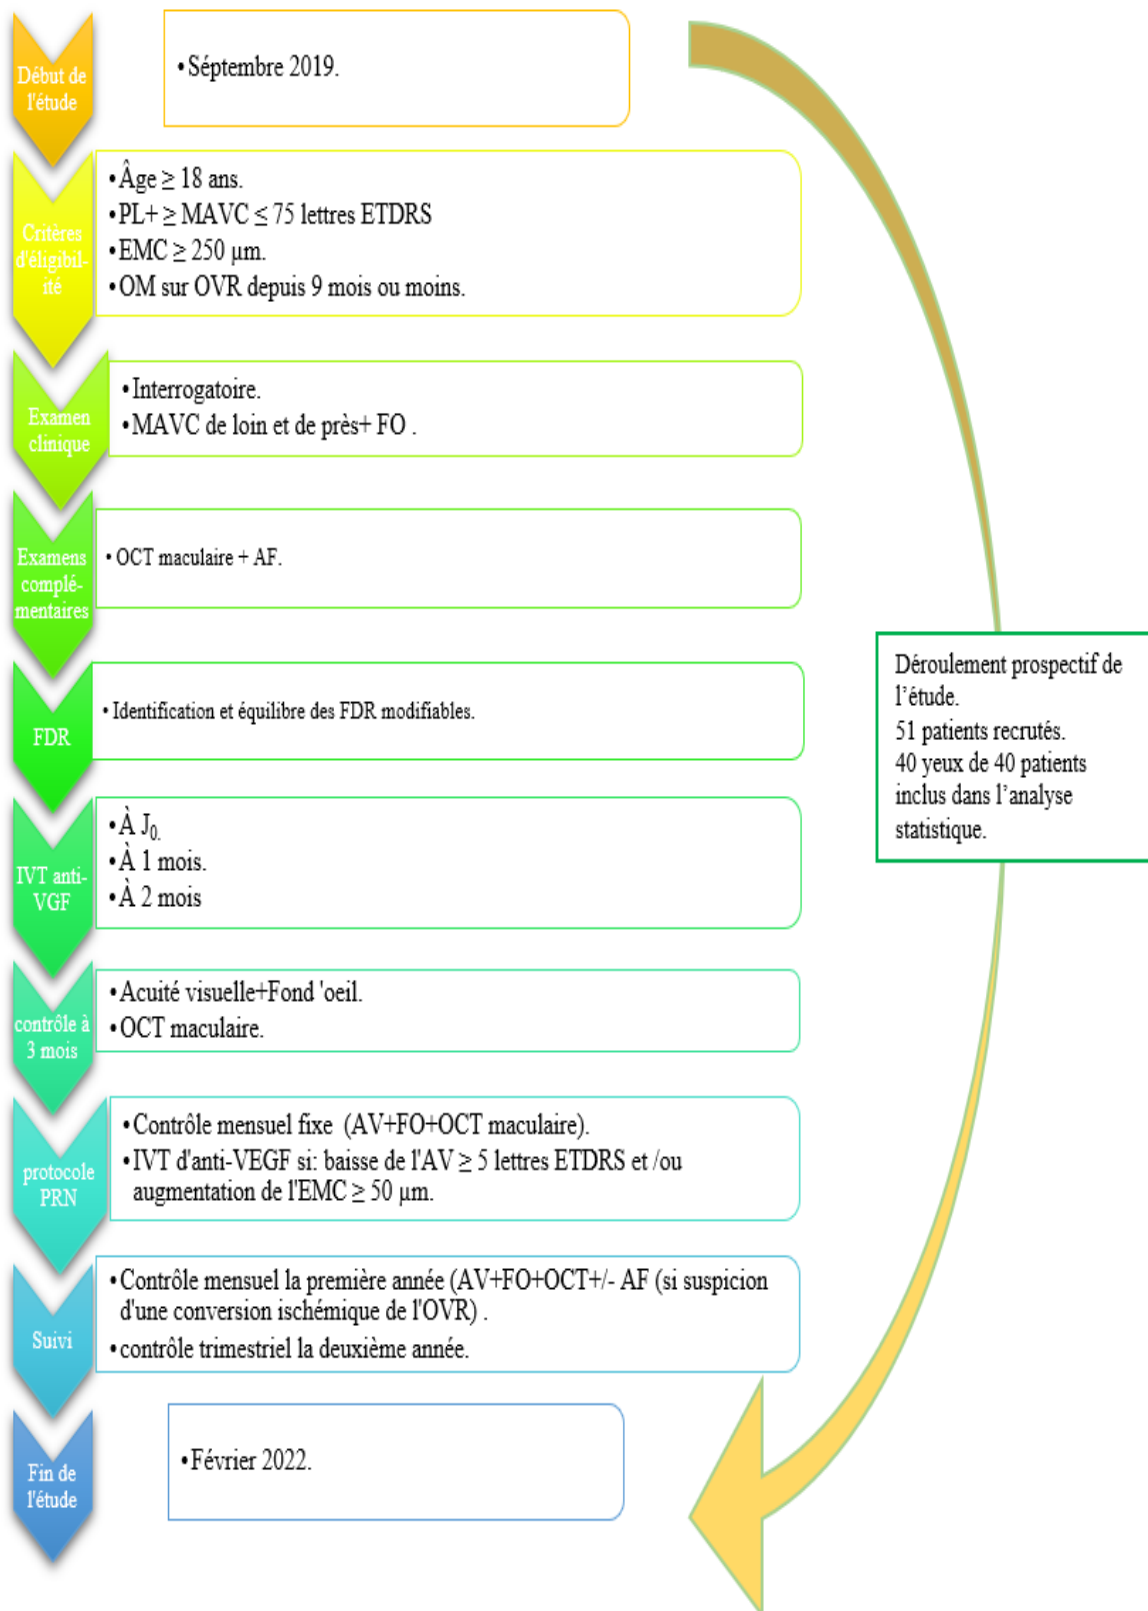 Début de
l'étude
•Séptembre 2019.
Critères
d'éligibil-
ité
•Âge ≥ 18 ans.
•PL+ ≥ MAVC ≤ 75 lettres ETDRS
•EMC ≥ 250 µm.
•OM sur OVR depuis 9 mois ou moins.
Examen
clinique
•Interrogatoire.
•MAVC de loin et de près+ FO .
Examens
complé-
mentaires
• OCT maculaire + AF.
FDR
• Identification et équilibre des FDR modifiables.
IVT anti-
VGF
•À J₀.
•À 1 mois.
•À 2 mois
contrôle à
3 mois
•Acuité visuelle+Fond 'oeil.
•OCT maculaire.
protocole
PRN
•Contrôle mensuel fixe (AV+FO+OCT maculaire).
•IVT d'anti-VEGF si: baisse de l'AV ≥ 5 lettres ETDRS et /ou
augmentation de l'EMC ≥ 50 µm.
Suivi
•Contrôle mensuel la première année (AV+FO+OCT+/- AF (si suspicion
d'une conversion ischémique de l'OVR) .
•contrôle trimestriel la deuxième année.
Fin de
l'étude
•Février 2022.
Déroulement prospectif de
l’étude.
51 patients recrutés.
40 yeux de 40 patients
inclus dans l’analyse
statistique.